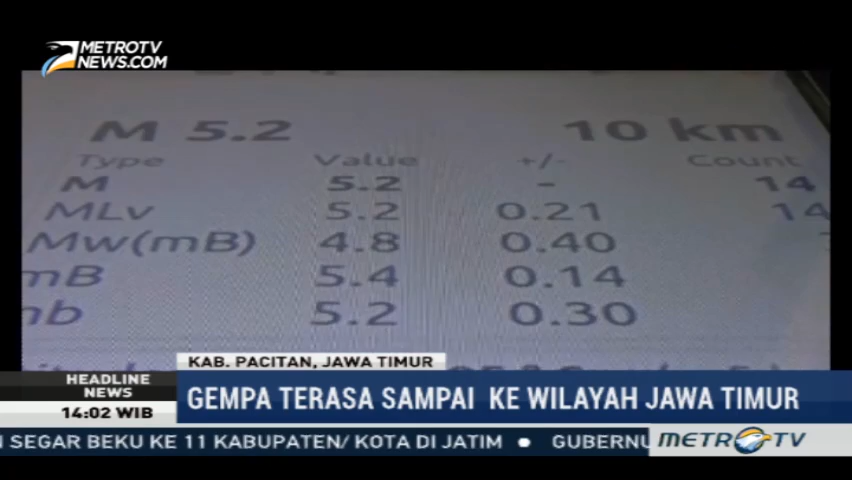 METROTV
NEWS.COM
M 5.2 10 km
Type Value +/- Count
M 5.2 - 14
MLv 5.2 0.21 14
Mw(mB) 4.8 0.40
mB 5.4 0.14
mb 5.2 0.30
KAB. PACITAN, JAWA TIMUR
HEADLINE
NEWS
14:02 WIB
GEMPA TERASA SAMPAI KE WILAYAH JAWA TIMUR
SEGAR BEKU KE 11 KABUPATEN/ KOTA DI JATIM ● GUBERNU
METRO TV